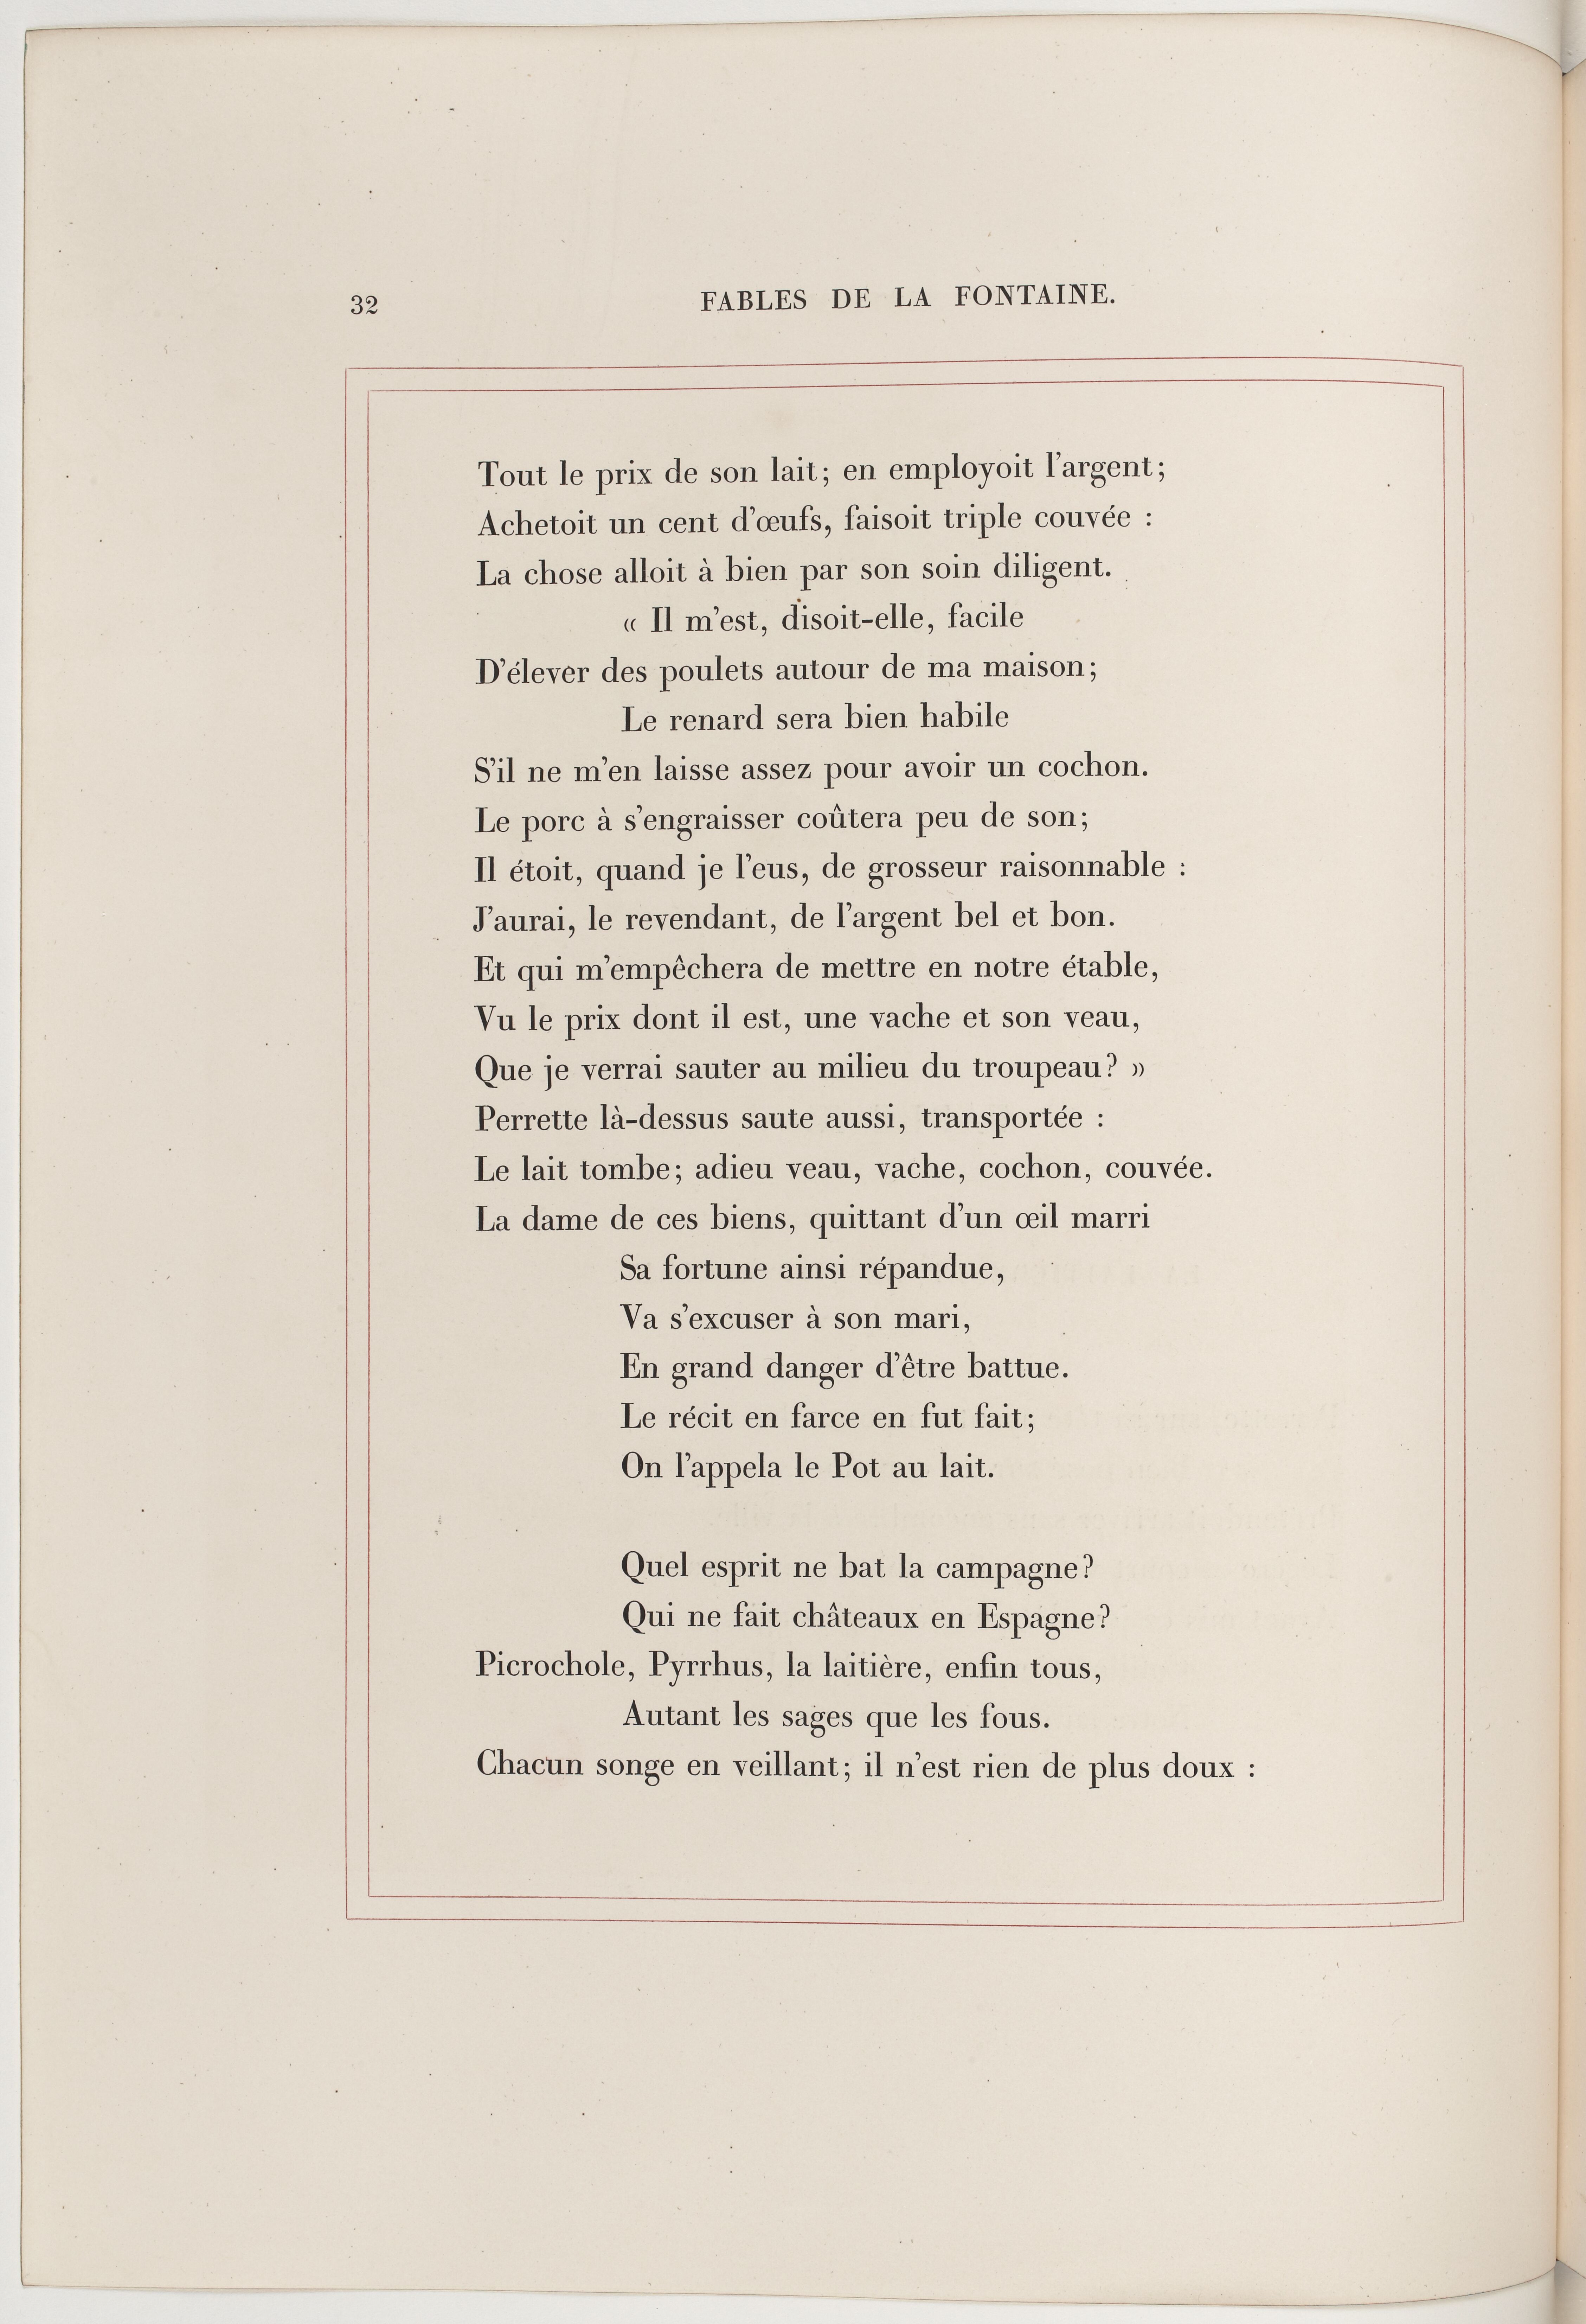 32
FABLES DE LA FONTAINE.
Tout le prix de son lait; en employoit l'argent;
Achetoit un cent d'œufs, faisoit triple couvée :
La chose alloit à bien par son soin diligent.
« Il m'est, disoit-elle, facile
D'élever des poulets autour de ma maison;
Le renard sera bien habile
S'il ne m'en laisse assez pour avoir un cochon.
Le porc à s'engraisser coûtera peu de son;
Il étoit, quand je l'eus, de grosseur raisonnable :
J'aurai, le revendant, de l'argent bel et bon.
Et qui m'empêchera de mettre en notre étable,
Vu le prix dont il est, une vache et son veau,
Que je verrai sauter au milieu du troupeau? »
Perrette là-dessus saute aussi, transportée :
Le lait tombe; adieu veau, vache, cochon, couvée.
La dame de ces biens, quittant d'un œil marri
Sa fortune ainsi répandue,
Va s'excuser à son mari,
En grand danger d'être battue.
Le récit en farce en fut fait;
On l'appela le Pot au lait.
Quel esprit ne bat la campagne?
Qui ne fait châteaux en Espagne?
Picrochole, Pyrrhus, la laitière, enfin tous,
Autant les sages que les fous.
Chacun songe en veillant; il n'est rien de plus doux :